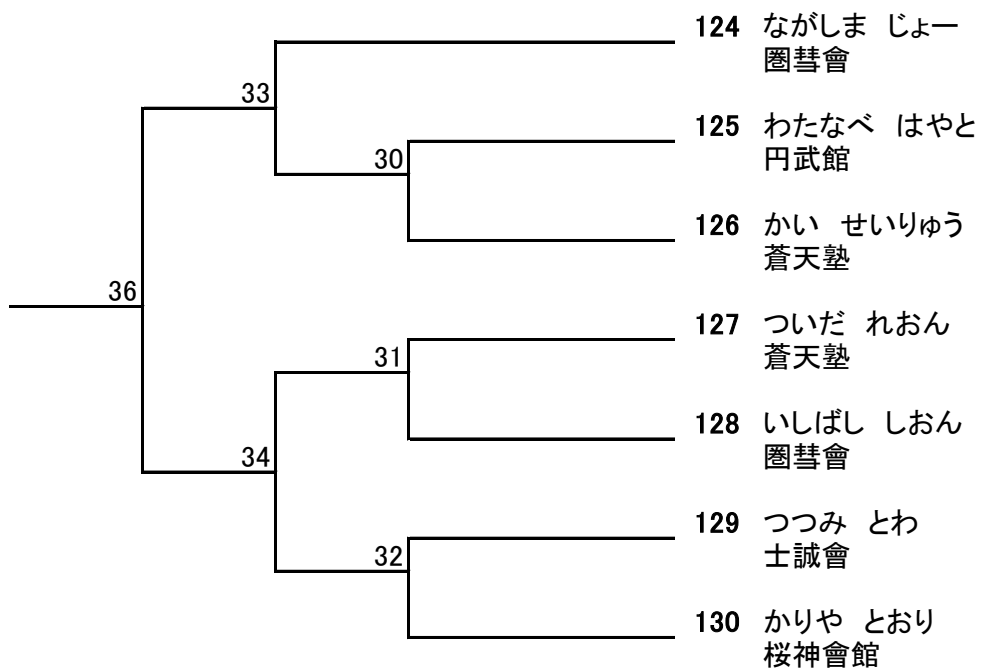 124 ながしま じょー
圏彗會
33
125 わたなべ はやと
30
円武館
126 かい せいりゅう
蒼天塾
36
127 ついだ れおん
31
蒼天塾
128 いしばし しおん
34
圏彗會
129 つつみ とわ
32
士誠會
130 かりや とおり
桜神會館